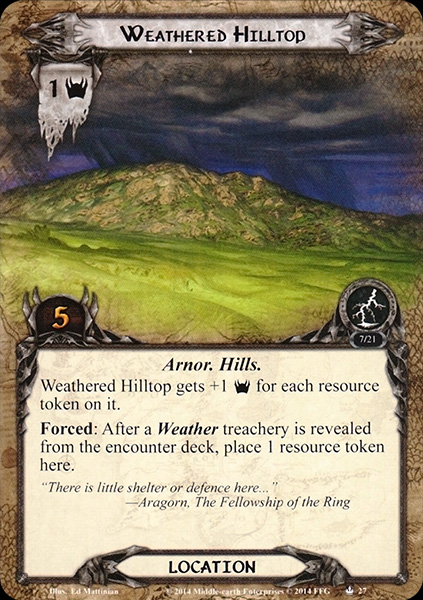 Weathered Hilltop
1
5
7/21
Arnor. Hills.
Weathered Hilltop gets +1 for each resource
token on it.
Forced: After a Weather treachery is revealed
from the encounter deck, place 1 resource token
here.
“There is little shelter or defence here...”
—Aragorn, The Fellowship of the Ring
LOCATION
Illus. Ed Mattinian © 2014 Middle-earth Enterprises © 2014 FFG 27